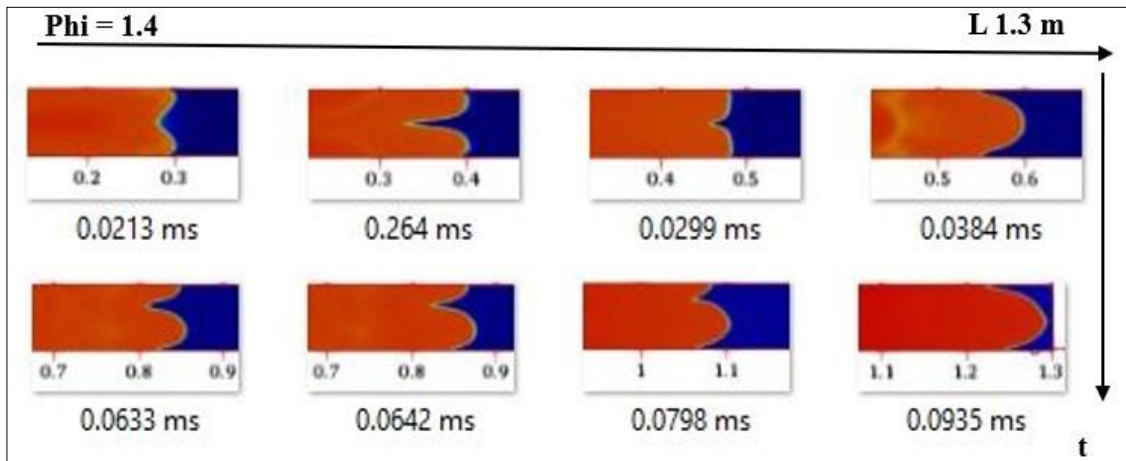 Phi = 1.4 L 1.3 m
0.2 0.3 0.3 0.4 0.4 0.5 0.5 0.6
0.0213 ms 0.264 ms 0.0299 ms 0.0384 ms
0.7 0.8 0.9 0.7 0.8 0.9 1 1.1 1.1 1.2 1.3
0.0633 ms 0.0642 ms 0.0798 ms 0.0935 ms
t